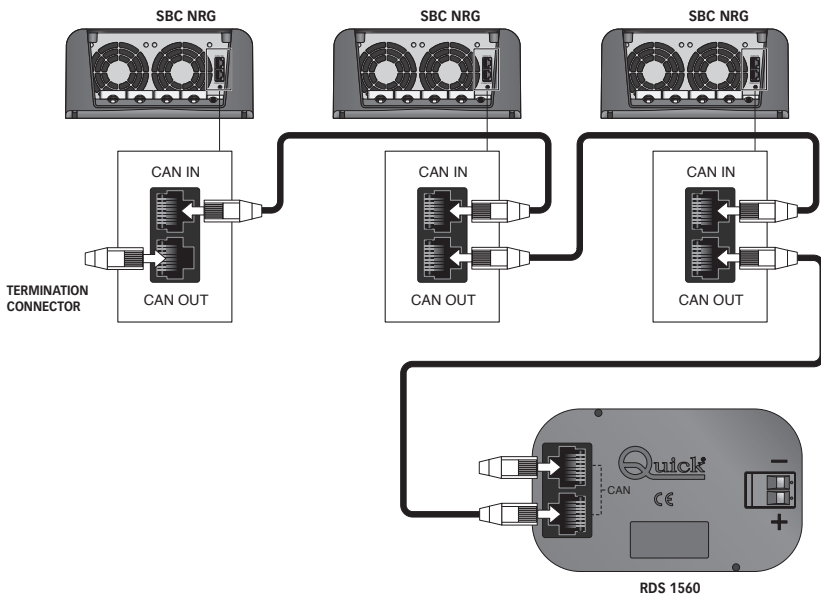 SBC NRG
SBC NRG
SBC NRG
CAN IN
CAN IN
CAN IN
TERMINATION
CONNECTOR
CAN OUT
CAN OUT
CAN OUT
Quick®
CAN
CE
−
+
RDS 1560